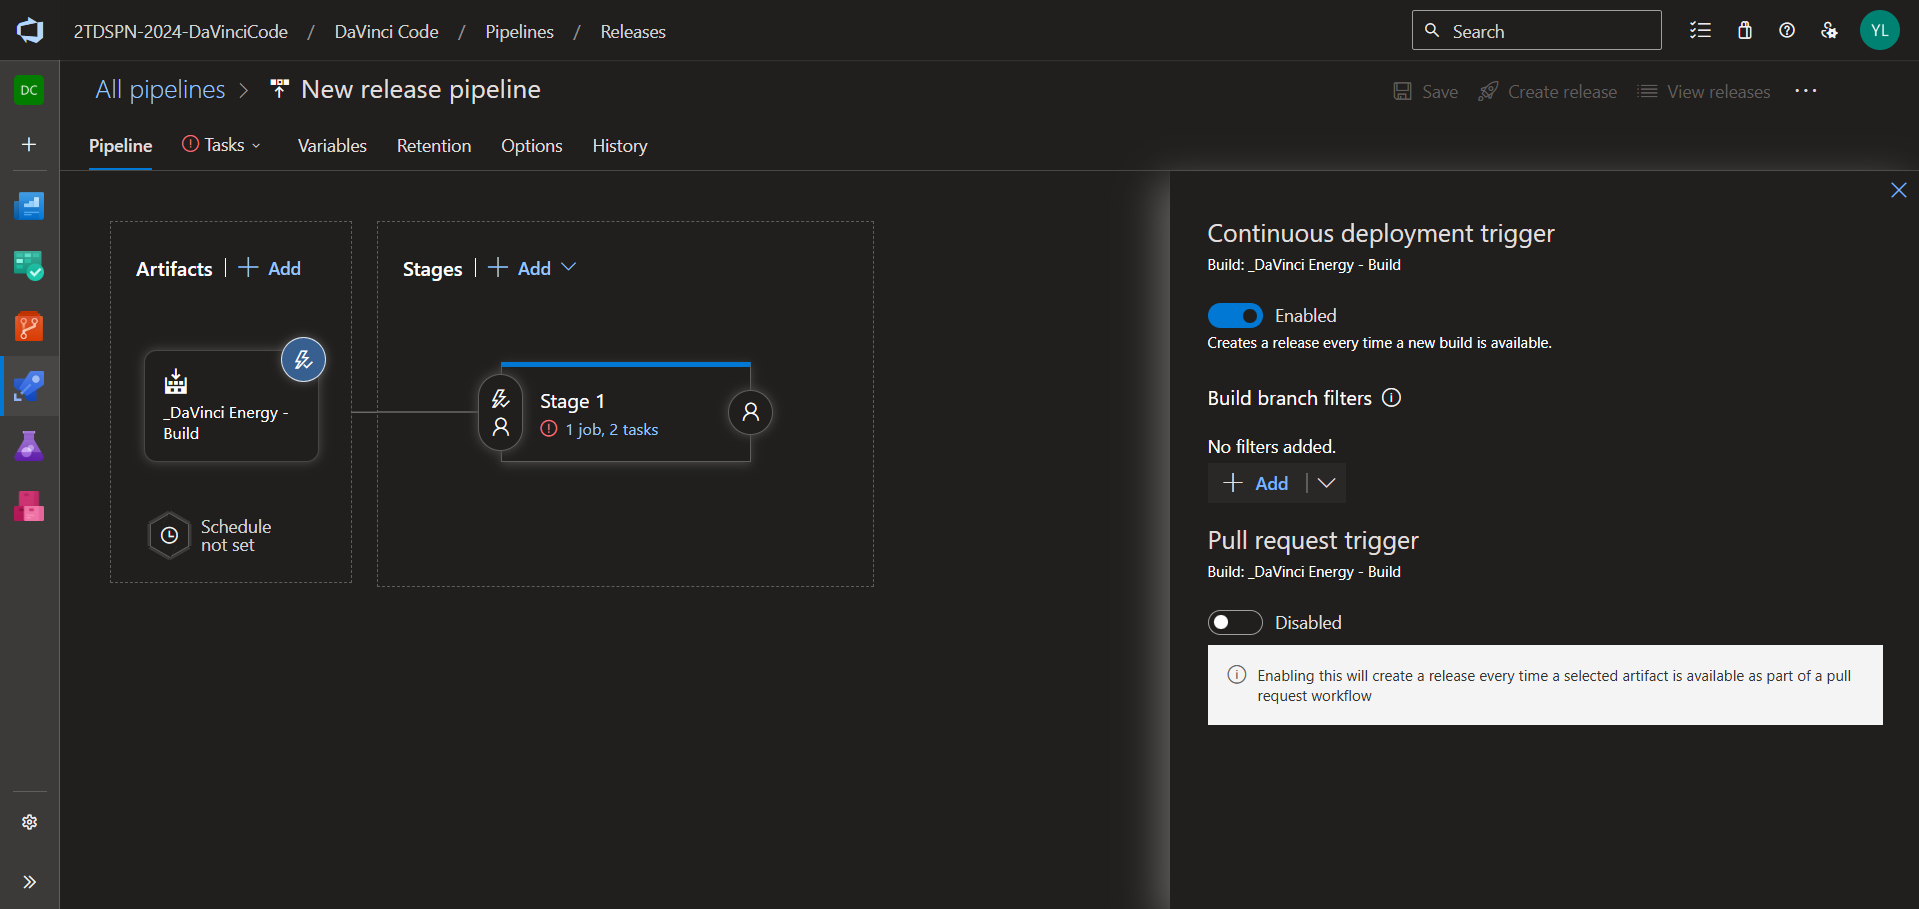 2TDSPN-2024-DaVinciCode / DaVinci Code / Pipelines / Releases
Search
YL
DC
All pipelines > New release pipeline
Save
Create release
View releases
Pipeline
Tasks
Variables
Retention
Options
History
Artifacts | + Add
Stages | + Add
_DaVinci Energy -
Build
Stage 1
1 job, 2 tasks
Schedule
not set
Continuous deployment trigger
Build: _DaVinci Energy - Build
Enabled
Creates a release every time a new build is available.
Build branch filters
No filters added.
+ Add
Pull request trigger
Build: _DaVinci Energy - Build
Disabled
Enabling this will create a release every time a selected artifact is available as part of a pull
request workflow